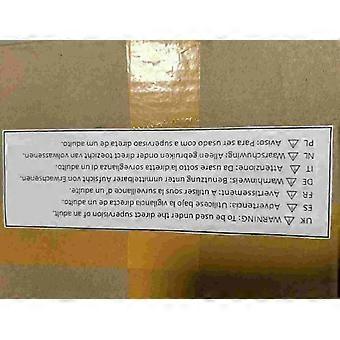 UK WARNING: To be used under the direct supervision of an adult.
ES Advertencia: Utilícese bajo la vigilancia directa de un adulto.
FR Avertissement: A utiliser sous la surveillance d'un adulte.
DE Warnhinweis: Benutzung unter unmittelbarer Aufsicht von Erwachsenen.
IT Attenzione: Da usare sotto la diretta sorveglianza di un adulto.
NL Waarschuwing: Alleen gebruiken onder direct toezicht van volwassenen.
PL Aviso: Para ser usado com a supervisão direta de um adulto.